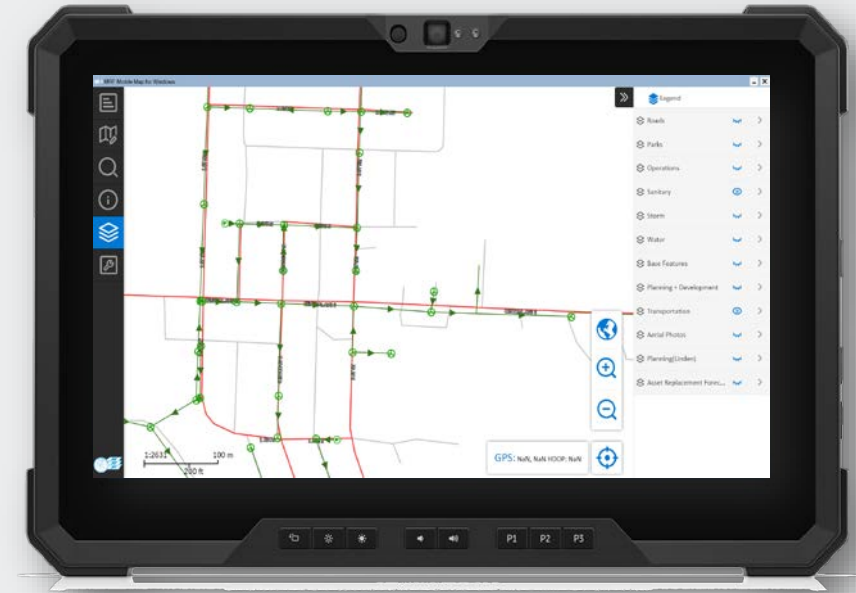 MRF Mobile Map for Windows
Legend
Roads
Parks
Operations
Sanitary
Storm
Water
Base Features
Planning + Development
Transportation
Aerial Photos
Planning(Linden)
Asset Replacement Forec...
1:2631
100 m
200 ft
GPS: NaN, NaN HDOP: NaN
P1
P2
P3